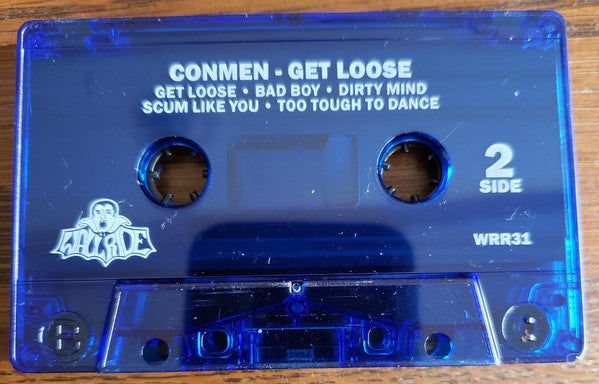 CONMEN - GET LOOSE
GET LOOSE • BAD BOY • DIRTY MIND
SCUM LIKE YOU • TOO TOUGH TO DANCE
2
SIDE
WALRIDE
WRR31